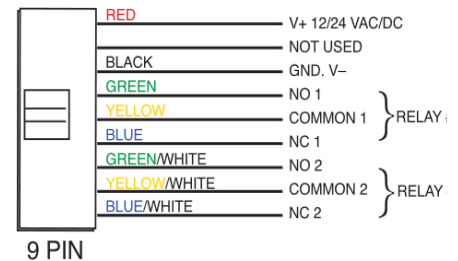 RED V+ 12/24 VAC/DC
NOT USED
BLACK GND. V–
GREEN NO 1
YELLOW COMMON 1 RELAY
BLUE NC 1
GREEN/WHITE NO 2
YELLOW/WHITE COMMON 2 RELAY
BLUE/WHITE NC 2
9 PIN